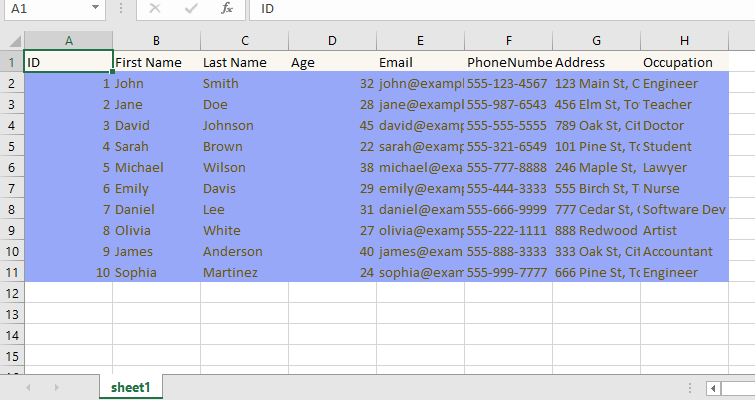 A1 fx ID
A B C D E F G H
1 ID First Name Last Name Age Email PhoneNumbe Address Occupation
2 1 John Smith 32 john@exampl 555-123-4567 123 Main St, C Engineer
3 2 Jane Doe 28 jane@exampl 555-987-6543 456 Elm St, To Teacher
4 3 David Johnson 45 david@examp 555-555-5555 789 Oak St, Cit Doctor
5 4 Sarah Brown 22 sarah@examp 555-321-6549 101 Pine St, To Student
6 5 Michael Wilson 38 michael@exa 555-777-8888 246 Maple St, Lawyer
7 6 Emily Davis 29 emily@examp 555-444-3333 555 Birch St, T Nurse
8 7 Daniel Lee 31 daniel@exam 555-666-9999 777 Cedar St, Software Dev
9 8 Olivia White 27 olivia@examp 555-222-1111 888 Redwood Artist
10 9 James Anderson 40 james@exam 555-888-3333 333 Oak St, Cit Accountant
11 10 Sophia Martinez 24 sophia@exam 555-999-7777 666 Pine St, To Engineer
12
13
14
15
sheet1